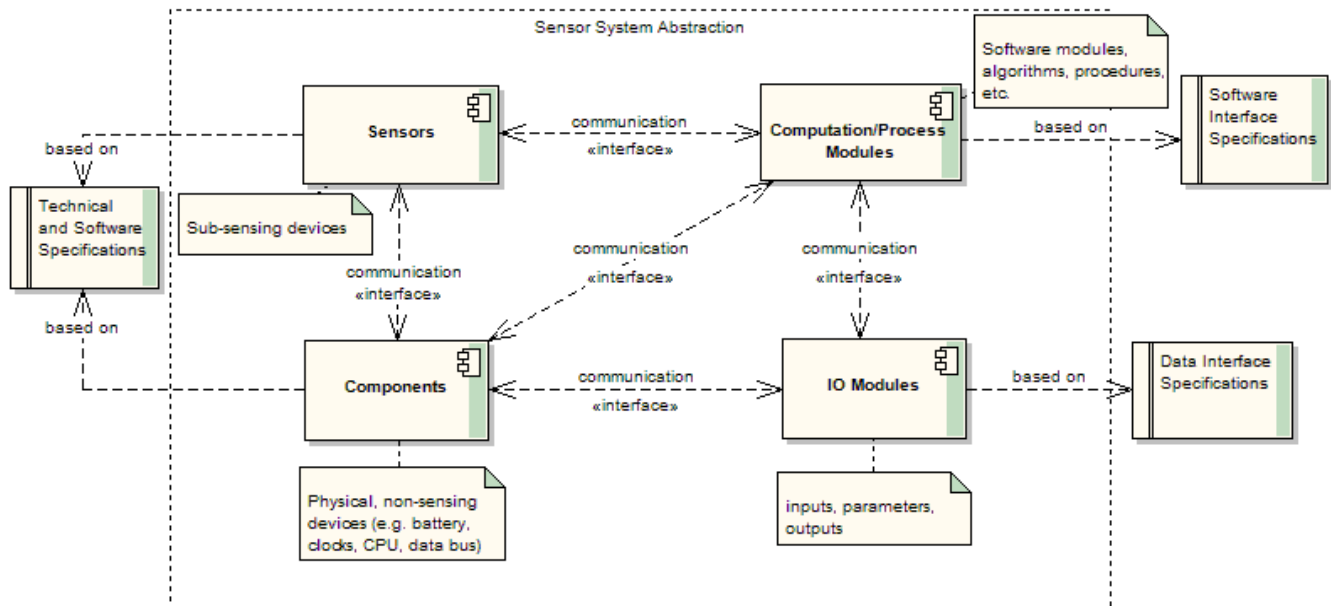 Sensor System Abstraction
Software modules,
algorithms, procedures,
etc.
Sensors
communication
«interface»
Computation/Process
Modules
based on
Software
Interface
Specifications
based on
Technical
and Software
Specifications
Sub-sensing devices
communication
«interface»
communication
«interface»
communication
«interface»
based on
Components
communication
«interface»
IO Modules
based on
Data Interface
Specifications
Physical, non-sensing
devices (e.g. battery,
clocks, CPU, data bus)
inputs, parameters,
outputs